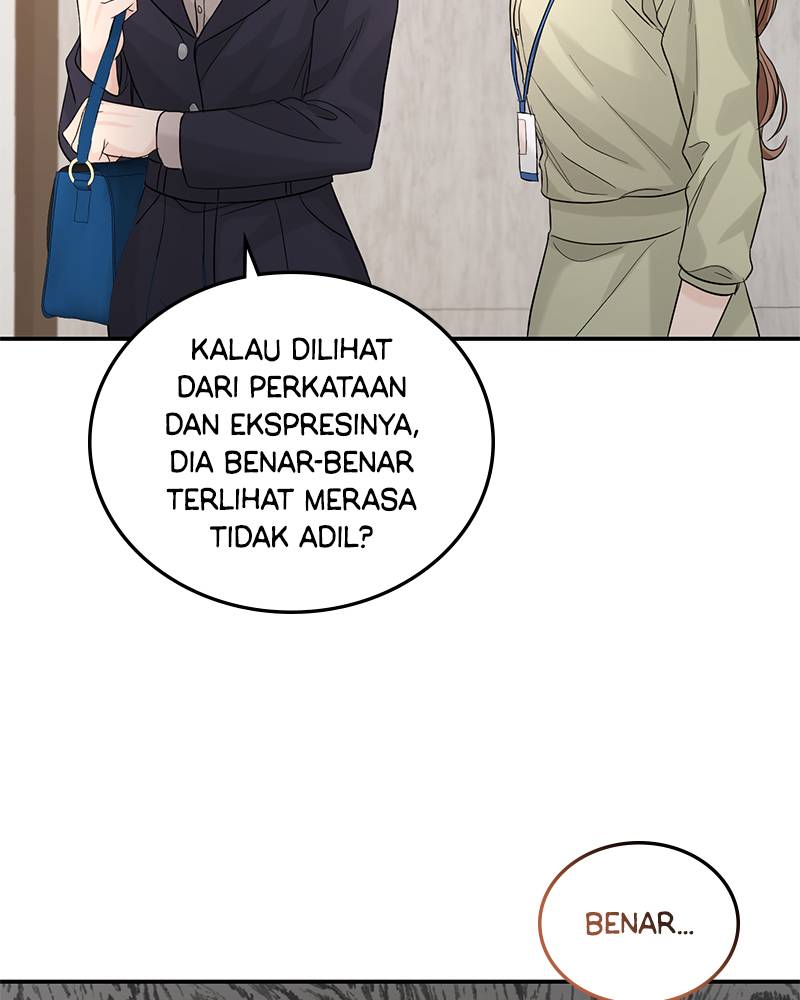 KALAU DILIHAT
DARI PERKATAAN
DAN EKSPRESINYA,
DIA BENAR-BENAR
TERLIHAT MERASA
TIDAK ADIL?
BENAR...